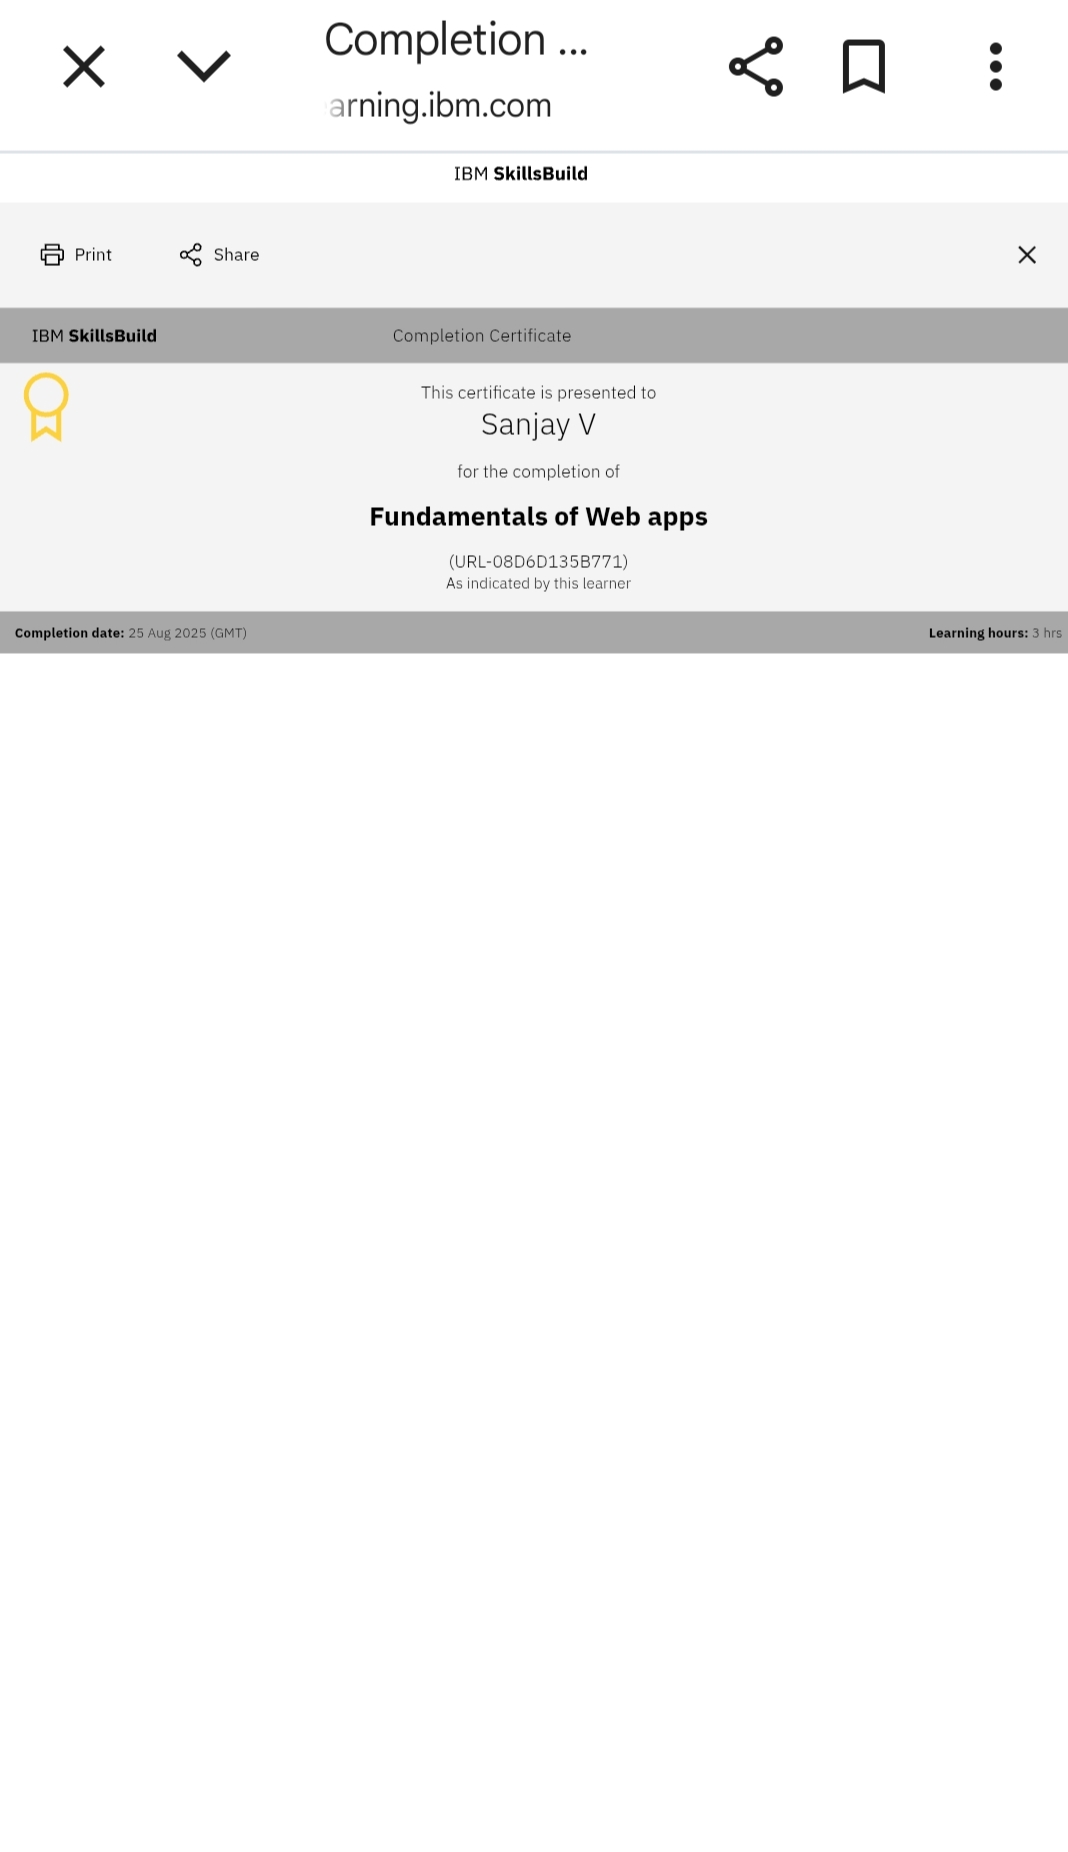 Completion ...
arning.ibm.com
IBM SkillsBuild
Print Share
IBM SkillsBuild Completion Certificate
This certificate is presented to
Sanjay V
for the completion of
Fundamentals of Web apps
(URL-08D6D135B771)
As indicated by this learner
Completion date: 25 Aug 2025 (GMT) Learning hours: 3 hrs